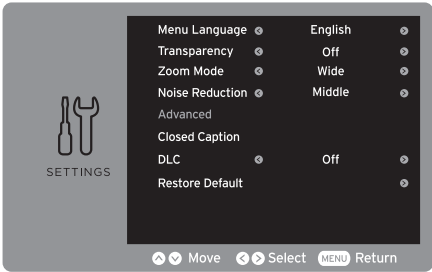 Menu Language English
Transparency Off
Zoom Mode Wide
Noise Reduction Middle
Advanced
Closed Caption
DLC Off
Restore Default
SETTINGS
Move Select MENU Return